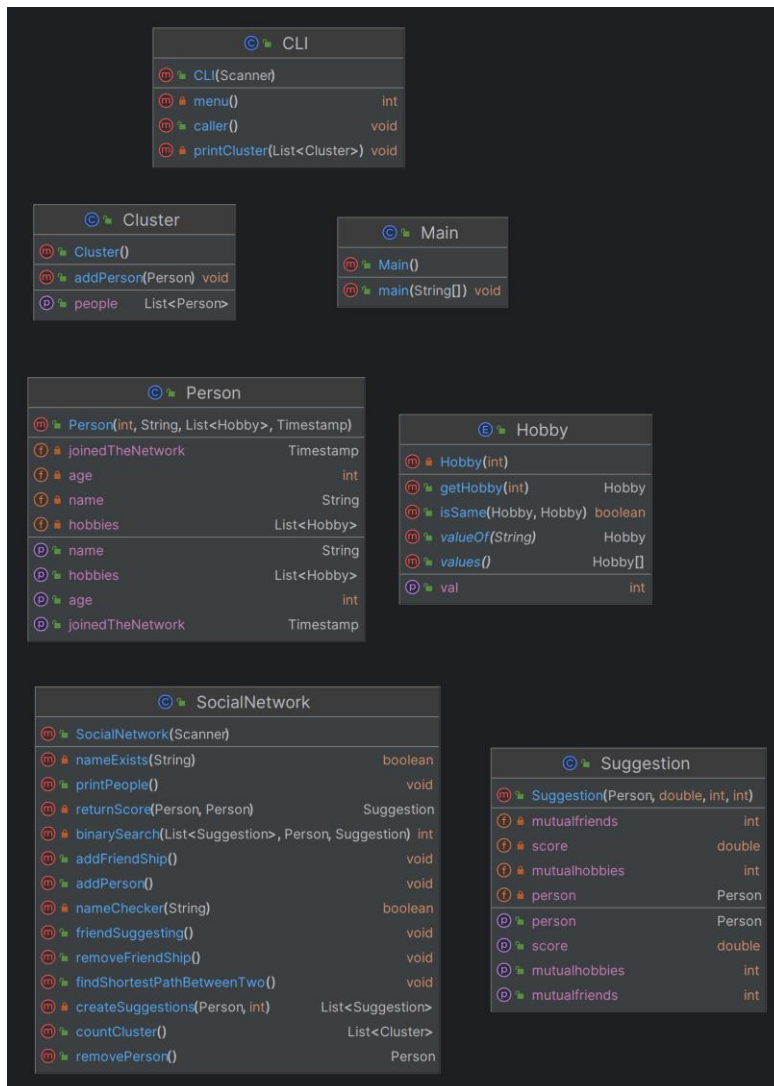 CLI
CLI(Scanner)
menu() int
caller() void
printCluster(List<Cluster>) void
Cluster
Cluster()
addPerson(Person) void
people List<Person>
Main
Main()
main(String[]) void
Person
Person(int, String, List<Hobby>, Timestamp)
joinedTheNetwork Timestamp
age int
name String
hobbies List<Hobby>
name String
hobbies List<Hobby>
age int
joinedTheNetwork Timestamp
Hobby
Hobby(int)
getHobby(int) Hobby
isSame(Hobby, Hobby) boolean
valueOf(String) Hobby
values() Hobby[]
val int
SocialNetwork
SocialNetwork(Scanner)
nameExists(String) boolean
printPeople() void
returnScore(Person, Person) Suggestion
binarySearch(List<Suggestion>, Person, Suggestion) int
addFriendShip() void
addPerson() void
nameChecker(String) boolean
friendSuggesting() void
removeFriendShip() void
findShortestPathBetweenTwo() void
createSuggestions(Person, int) List<Suggestion>
countCluster() List<Cluster>
removePerson() Person
Suggestion
Suggestion(Person, double, int, int)
mutualfriends int
score double
mutualhobbies int
person Person
person Person
score double
mutualhobbies int
mutualfriends int